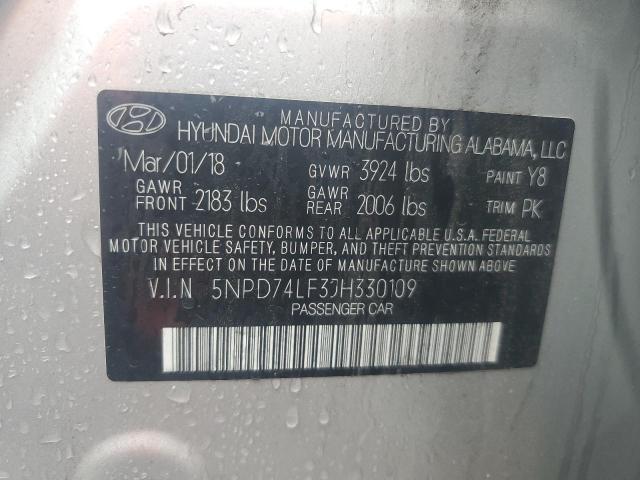 MANUFACTURED BY
HYUNDAI MOTOR MANUFACTURING ALABAMA, LLC
Mar/01/18 GVWR 3924 lbs PAINT Y8
GAWR FRONT 2183 lbs GAWR REAR 2006 lbs TRIM PK
THIS VEHICLE CONFORMS TO ALL APPLICABLE U.S.A. FEDERAL
MOTOR VEHICLE SAFETY, BUMPER, AND THEFT PREVENTION STANDARDS
IN EFFECT ON THE DATE OF MANUFACTURE SHOWN ABOVE.
V.I.N 5NPD74LF3JH330109
PASSENGER CAR